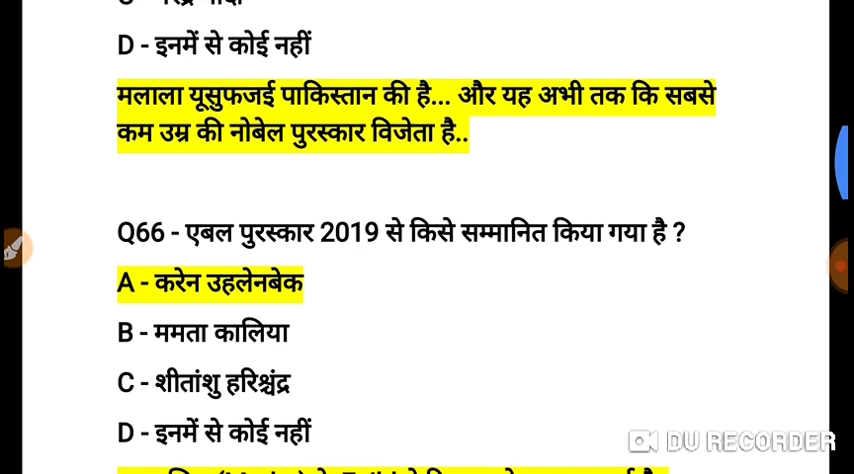 D - इनमें से कोई नहीं
मलाला यूसुफजई पाकिस्तान की है... और यह अभी तक कि सबसे
कम उम्र की नोबेल पुरस्कार विजेता है..
Q66 - एबल पुरस्कार 2019 से किसे सम्मानित किया गया है ?
A - करेन उहलेनबेक
B - ममता कालिया
C - शीतांशु हरिश्चंद्र
D - इनमें से कोई नहीं
DU RECORDER